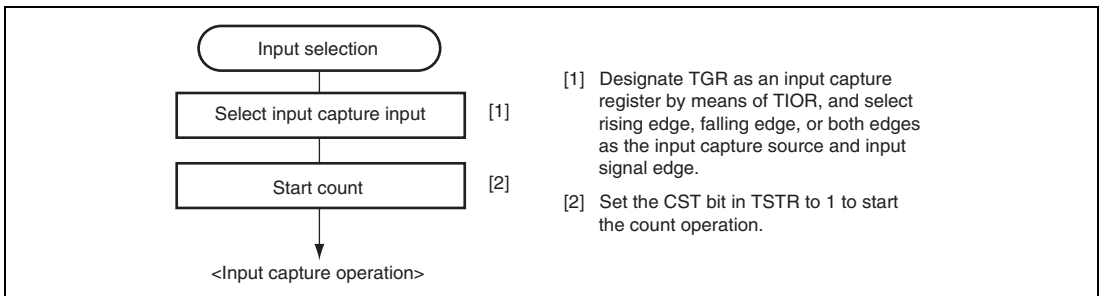 Input selection
Select input capture input
[1]
Start count
[2]
<Input capture operation>
[1] Designate TGR as an input capture
register by means of TIOR, and select
rising edge, falling edge, or both edges
as the input capture source and input
signal edge.
[2] Set the CST bit in TSTR to 1 to start
the count operation.